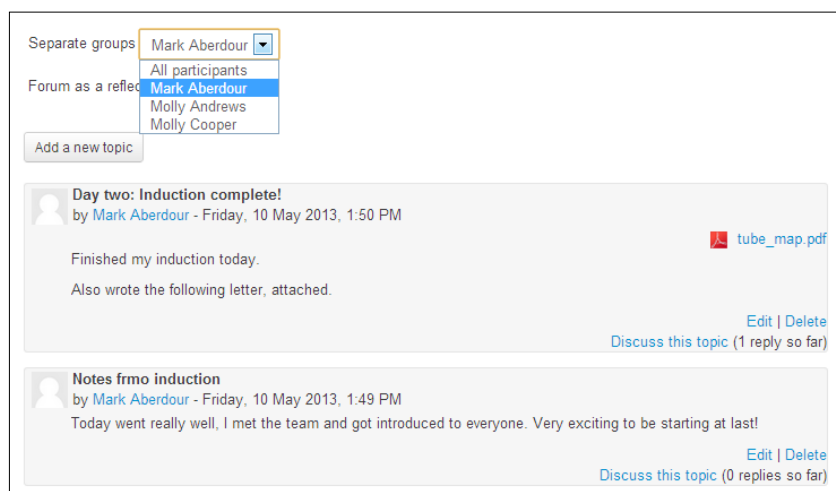 Separate groups Mark Aberdour
All participants
Forum as a reflec Mark Aberdour
Molly Andrews
Molly Cooper
Add a new topic
Day two: Induction complete!
by Mark Aberdour - Friday, 10 May 2013, 1:50 PM
tube_map.pdf
Finished my induction today.
Also wrote the following letter, attached.
Edit | Delete
Discuss this topic (1 reply so far)
Notes frmo induction
by Mark Aberdour - Friday, 10 May 2013, 1:49 PM
Today went really well, I met the team and got introduced to everyone. Very exciting to be starting at last!
Edit | Delete
Discuss this topic (0 replies so far)